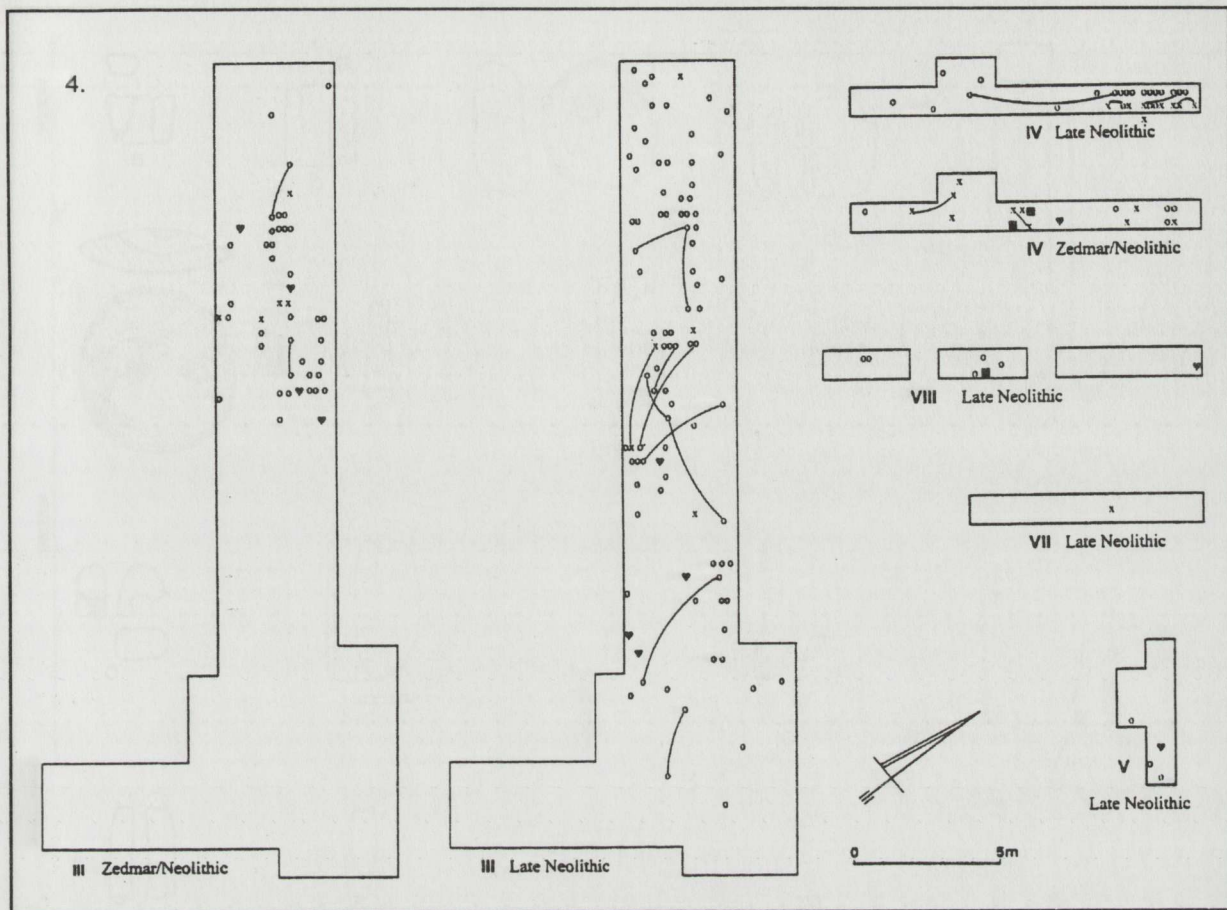 4.
IV Late Neolithic
IV Zedmar/Neolithic
VIII Late Neolithic
VII Late Neolithic
V
Late Neolithic
0 5m
III Zedmar/Neolithic
III Late Neolithic